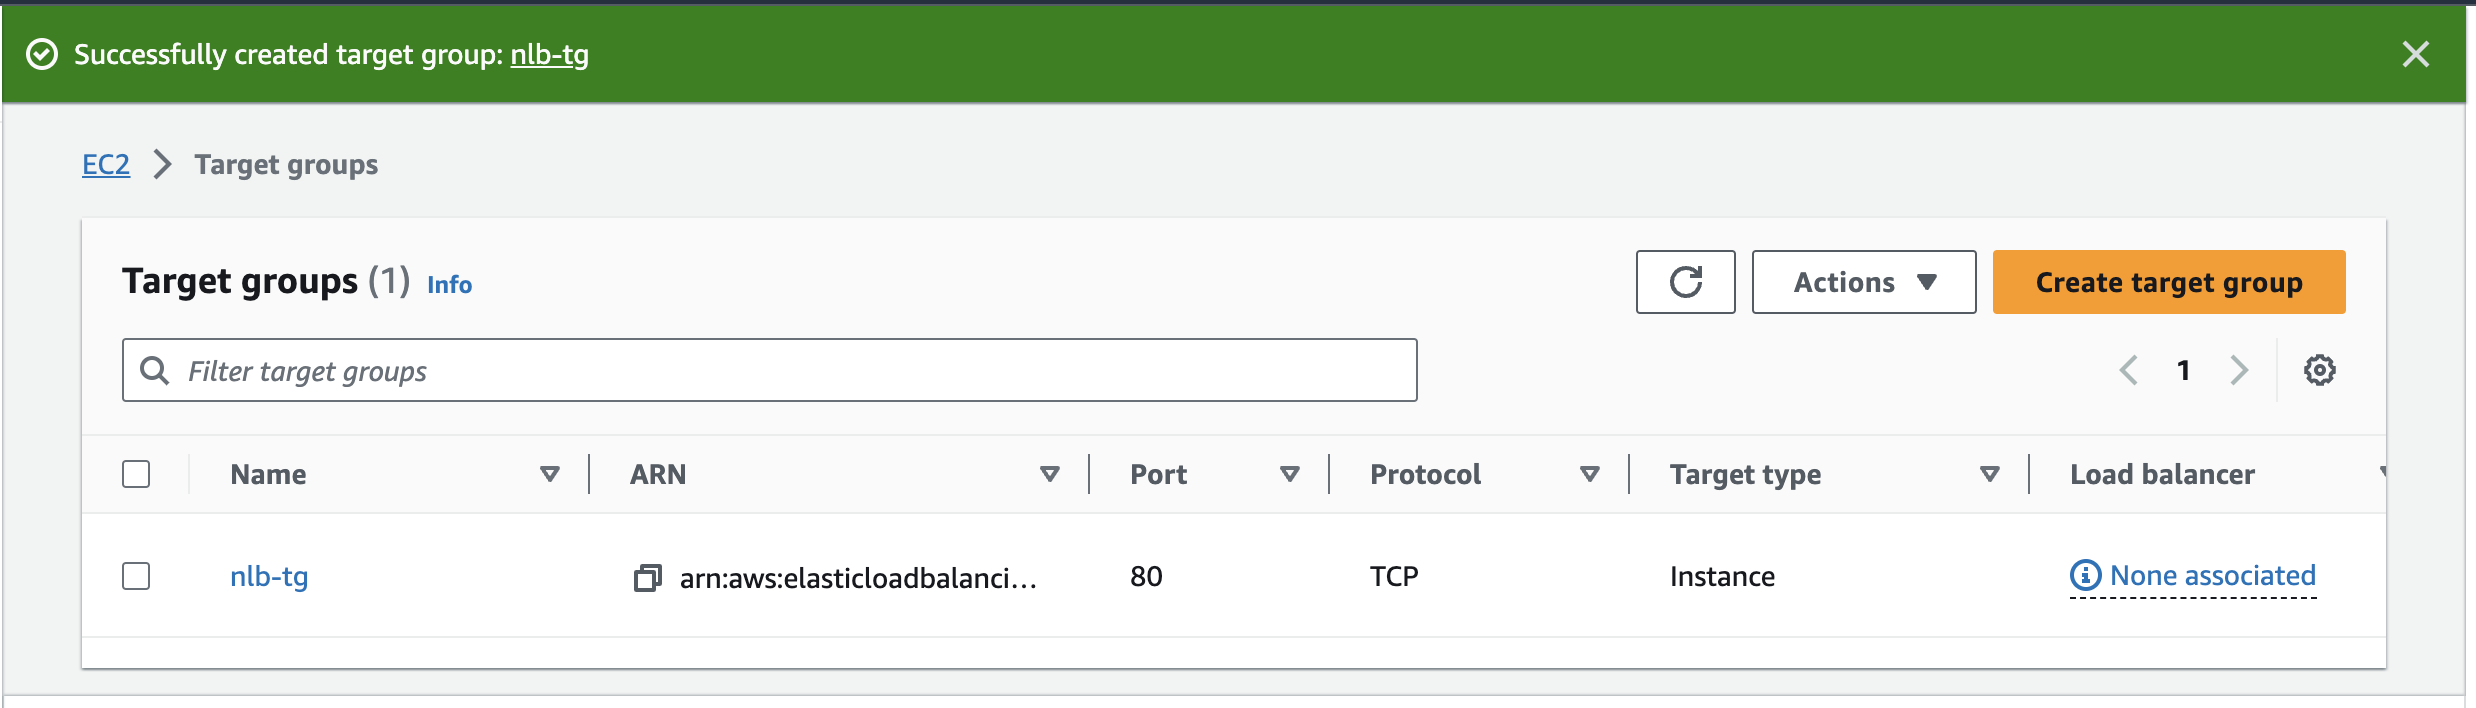 Successfully created target group: nlb-tg
EC2 Target groups
Target groups (1) Info
Actions
Create target group
Filter target groups
1
Name ARN Port Protocol Target type Load balancer
nlb-tg arn:aws:elasticloadbalanci... 80 TCP Instance None associated